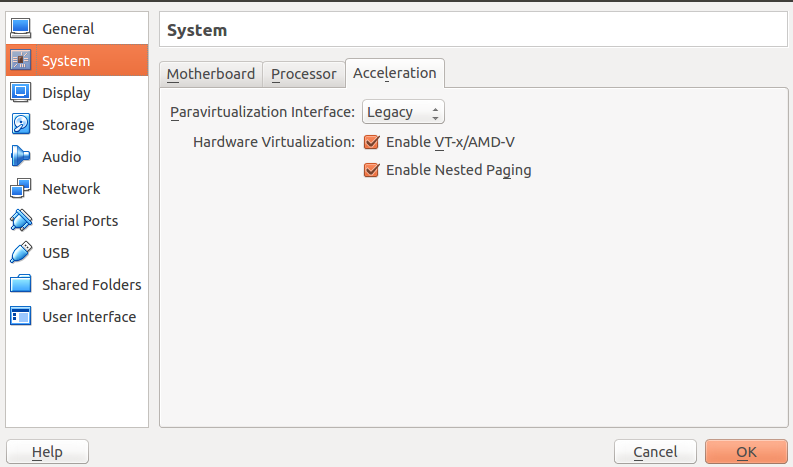 General
System
Display
Storage
Audio
Network
Serial Ports
USB
Shared Folders
User Interface
System
Motherboard Processor Acceleration
Paravirtualization Interface: Legacy
Hardware Virtualization: Enable VT-x/AMD-V
Enable Nested Paging
Help Cancel OK